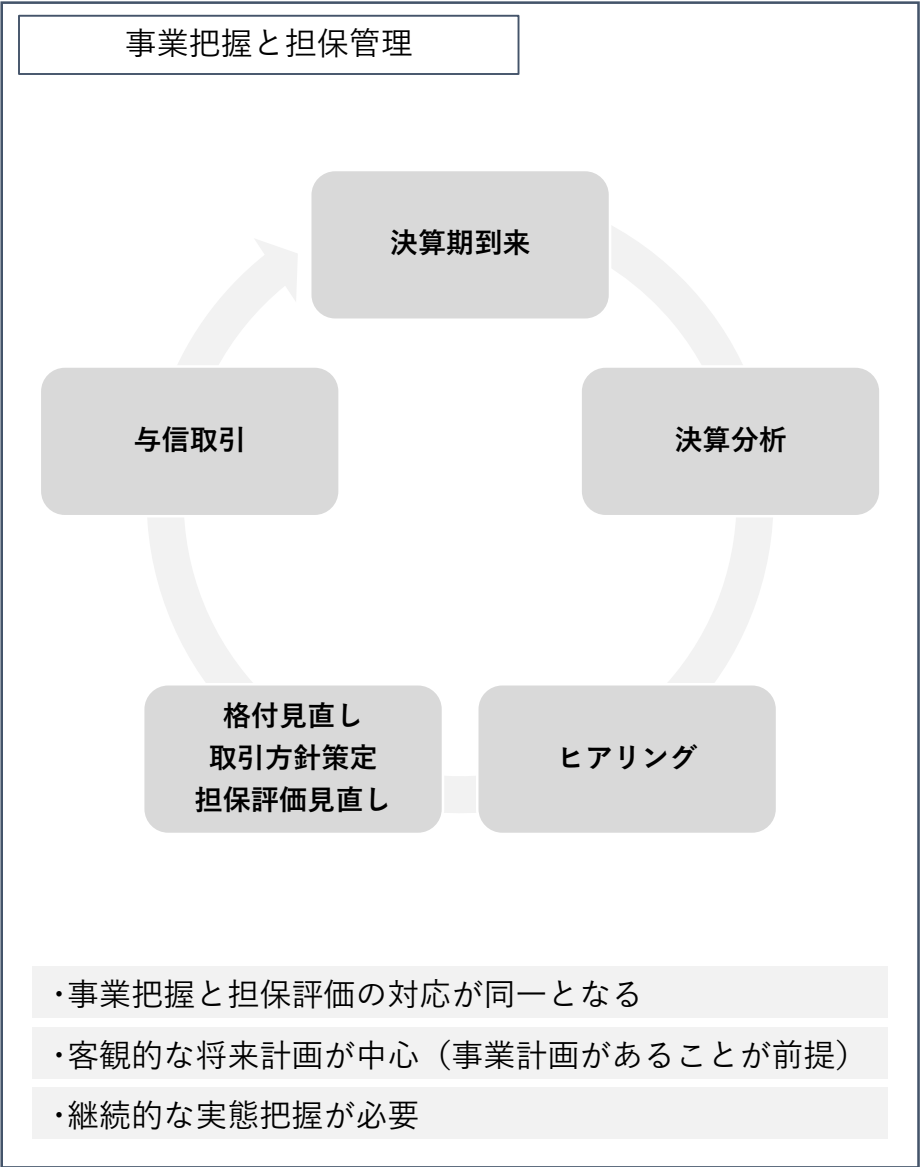 事業把握と担保管理
決算期到来
与信取引
決算分析
格付見直し
取引方針策定
担保評価見直し
ヒアリング
・事業把握と担保評価の対応が同一となる
・客観的な将来計画が中心（事業計画があることが前提）
・継続的な実態把握が必要